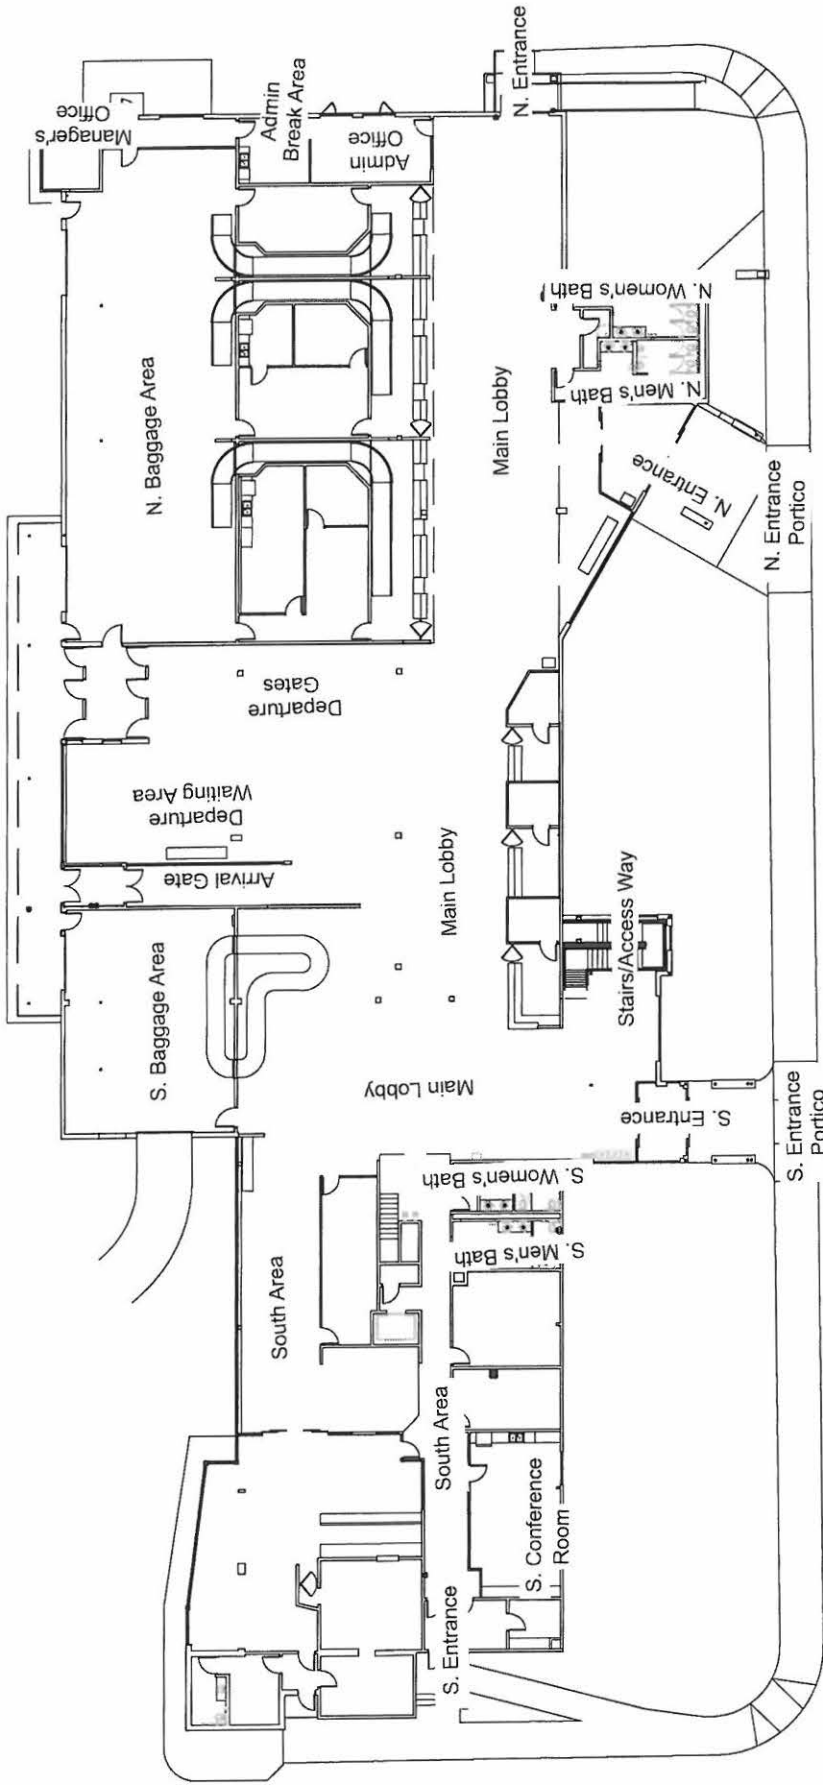 N. Entrance
Manager's
Office
7
Admin
Break Area
Admin
Office
N. Women's Bath
N. Baggage Area
Main Lobby
N. Men's Bath
N. Entrance
N. Entrance
Portico
Departure
Gates
Departure
Waiting Area
Arrival Gate
Main Lobby
Stairs/Access Way
S. Baggage Area
Main Lobby
S. Entrance
S. Entrance
Portico
S. Women's Bath
S. Men's Bath
South Area
South Area
S. Conference
Room
S. Entrance